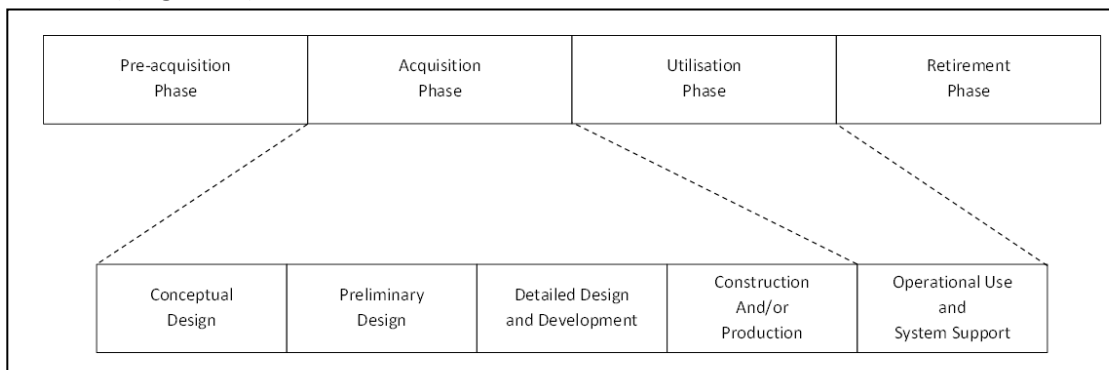 Pre-acquisition
Phase
Acquisition
Phase
Utilisation
Phase
Retirement
Phase
Conceptual
Design
Preliminary
Design
Detailed Design
and Development
Construction
And/or
Production
Operational Use
and
System Support